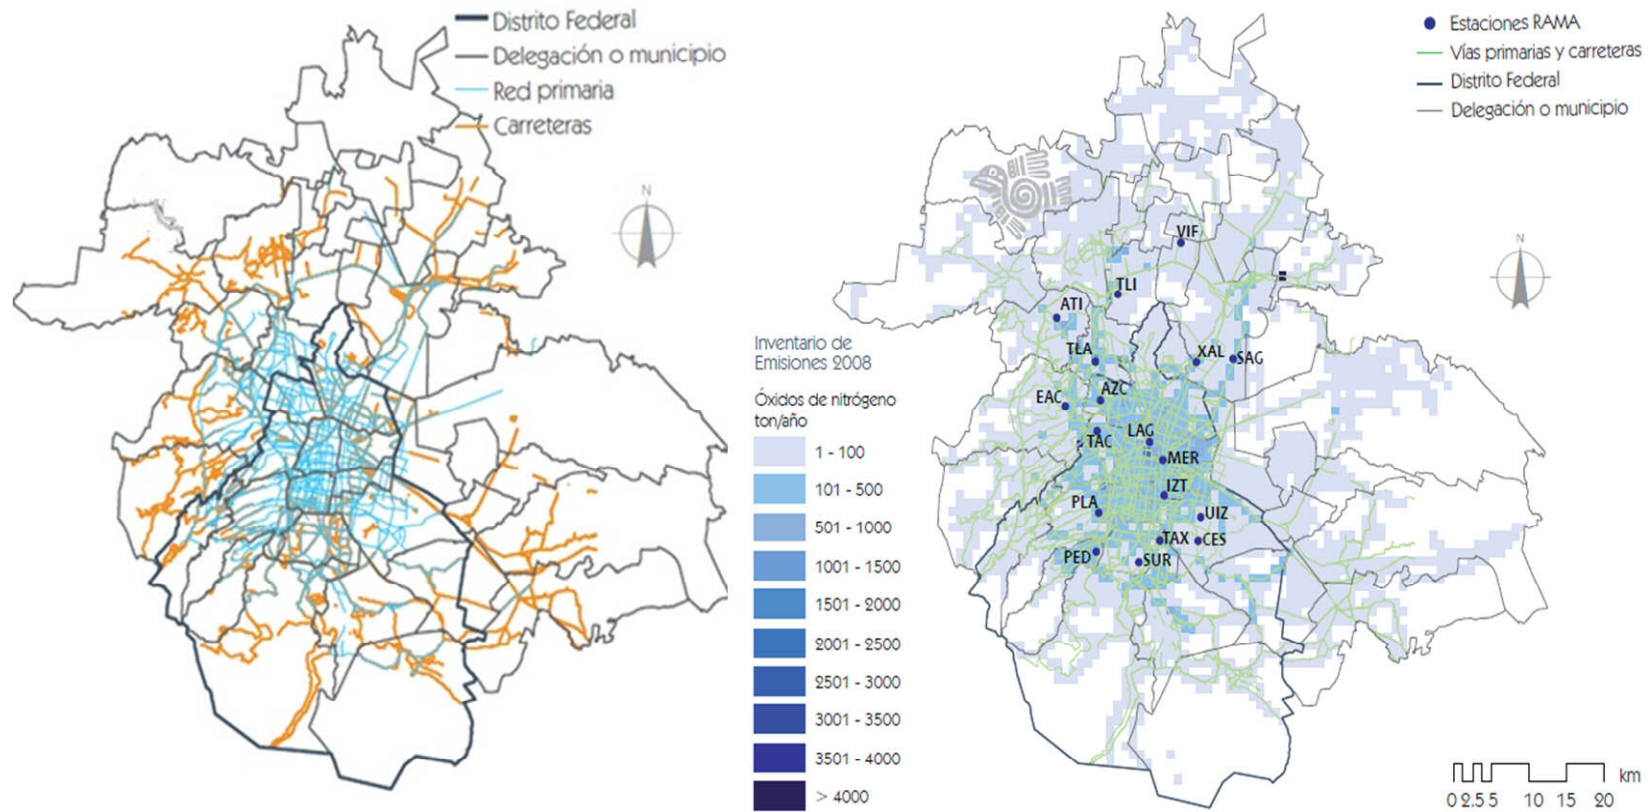 Distrito Federal
Delegación o municipio
Red primaria
Carreteras
N
Inventario de
Emisiones 2008
Óxidos de nitrógeno
ton/año
1 - 100
101 - 500
501 - 1000
1001 - 1500
1501 - 2000
2001 - 2500
2501 - 3000
3001 - 3500
3501 - 4000
> 4000
Estaciones RAMA
Vías primarias y carreteras
Distrito Federal
Delegación o municipio
N
VIF
TLI
ATI
TLA
XAL
SAG
AZC
EAC
TAC
LAG
MER
IZT
PLA
UIZ
TAX
CES
PED
SUR
km
0 2.5 5 10 15 20